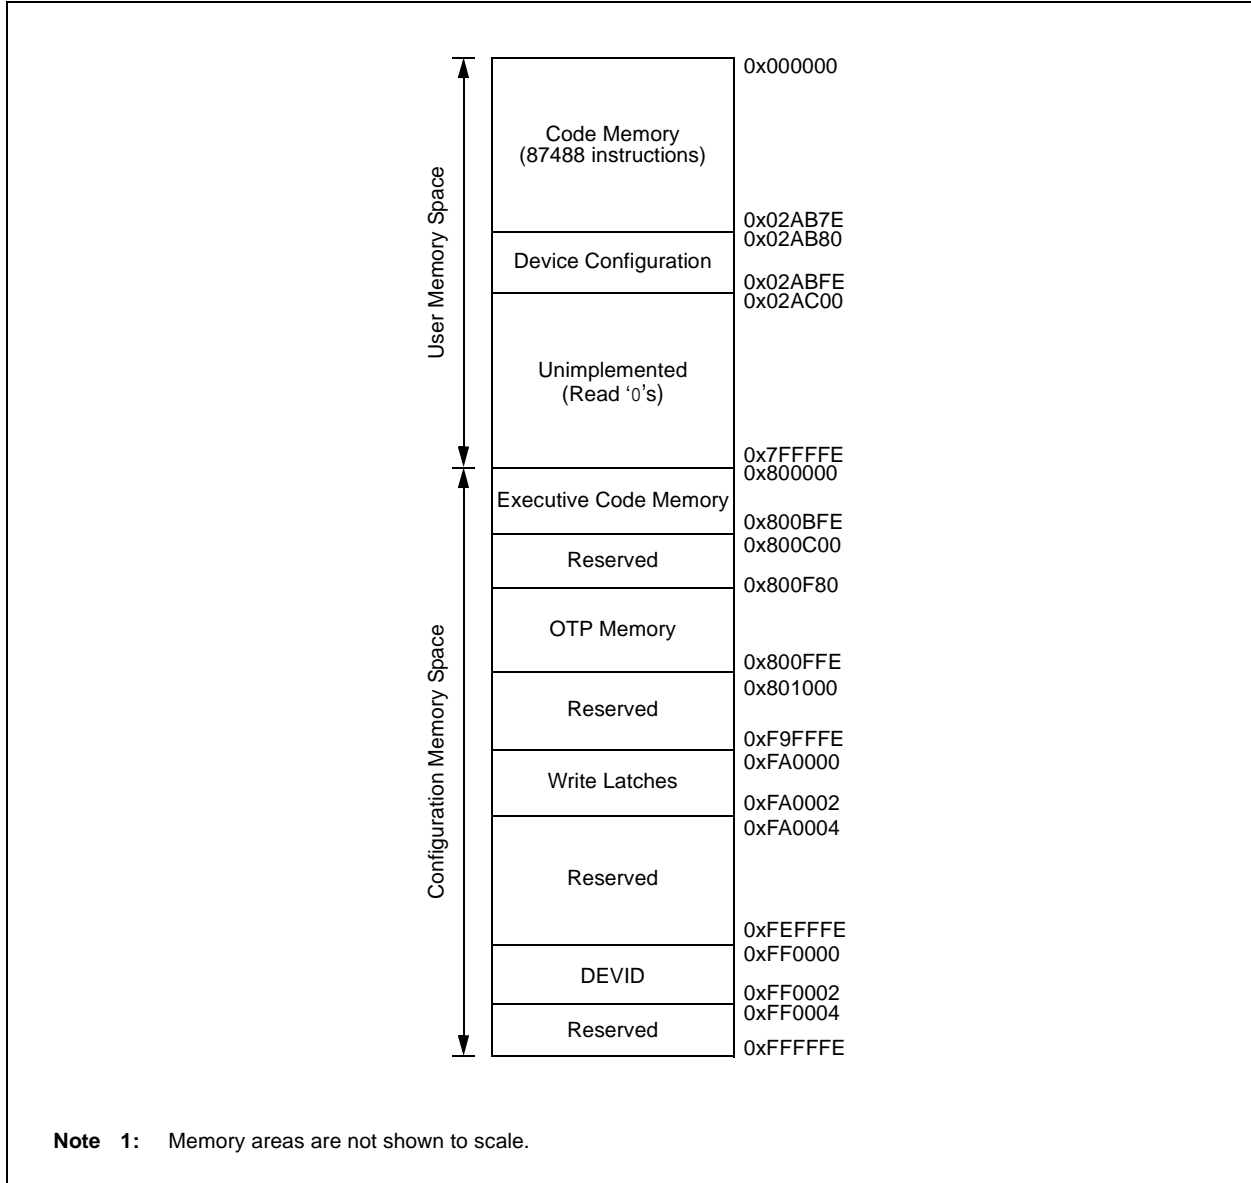 0x000000
Code Memory
(87488 instructions)
0x02AB7E
0x02AB80
Device Configuration
0x02ABFE
0x02AC00
User Memory Space
Unimplemented
(Read ‘0’s)
0x7FFFFE
0x800000
Executive Code Memory
0x800BFE
0x800C00
Reserved
0x800F80
OTP Memory
0x800FFE
0x801000
Configuration Memory Space
Reserved
0xF9FFFE
0xFA0000
Write Latches
0xFA0002
0xFA0004
Reserved
0xFEFFFE
0xFF0000
DEVID
0xFF0002
0xFF0004
Reserved
0xFFFFFE
Note 1: Memory areas are not shown to scale.